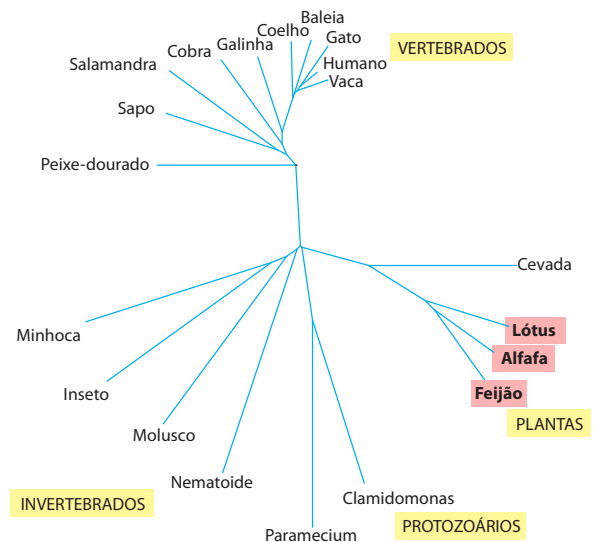 Baleia
Coelho
Gato
Galinha
Cobra
VERTEBRADOS
Humano
Salamandra
Vaca
Sapo
Peixe-dourado
Cevada
Lótus
Minhoca
Alfafa
Inseto
Feijão
PLANTAS
Molusco
Nematoide
Clamidomonas
INVERTEBRADOS
PROTOZOÁRIOS
Paramecium